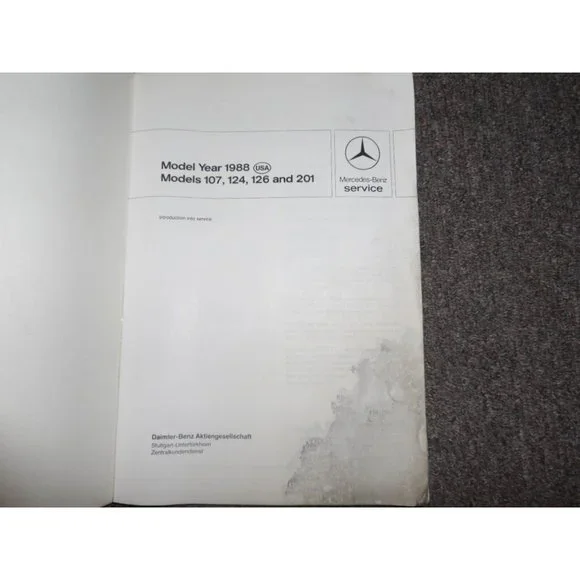 Model Year 1988 USA
Models 107, 124, 126 and 201
Mercedes-Benz
service
Introduction into service
Daimler-Benz Aktiengesellschaft
Stuttgart-Untertürkheim
Zentralkundendienst